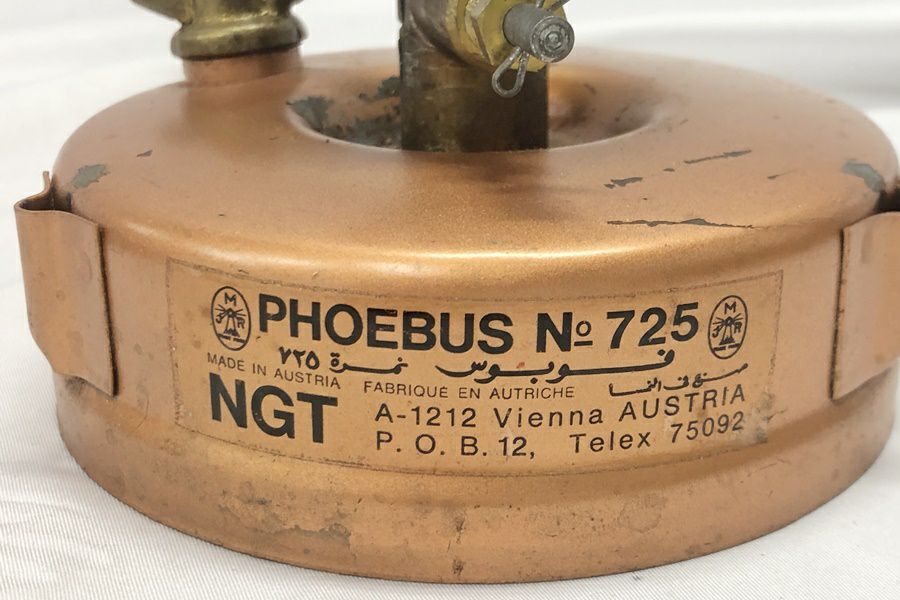 PHOEBUS No 725
M
J R
M
J R
فوبوس نمرة ٧٢٥
صنع في النمسا
MADE IN AUSTRIA FABRIQUE EN AUTRICHE
NGT
A-1212 Vienna AUSTRIA
P. O. B. 12, Telex 75092